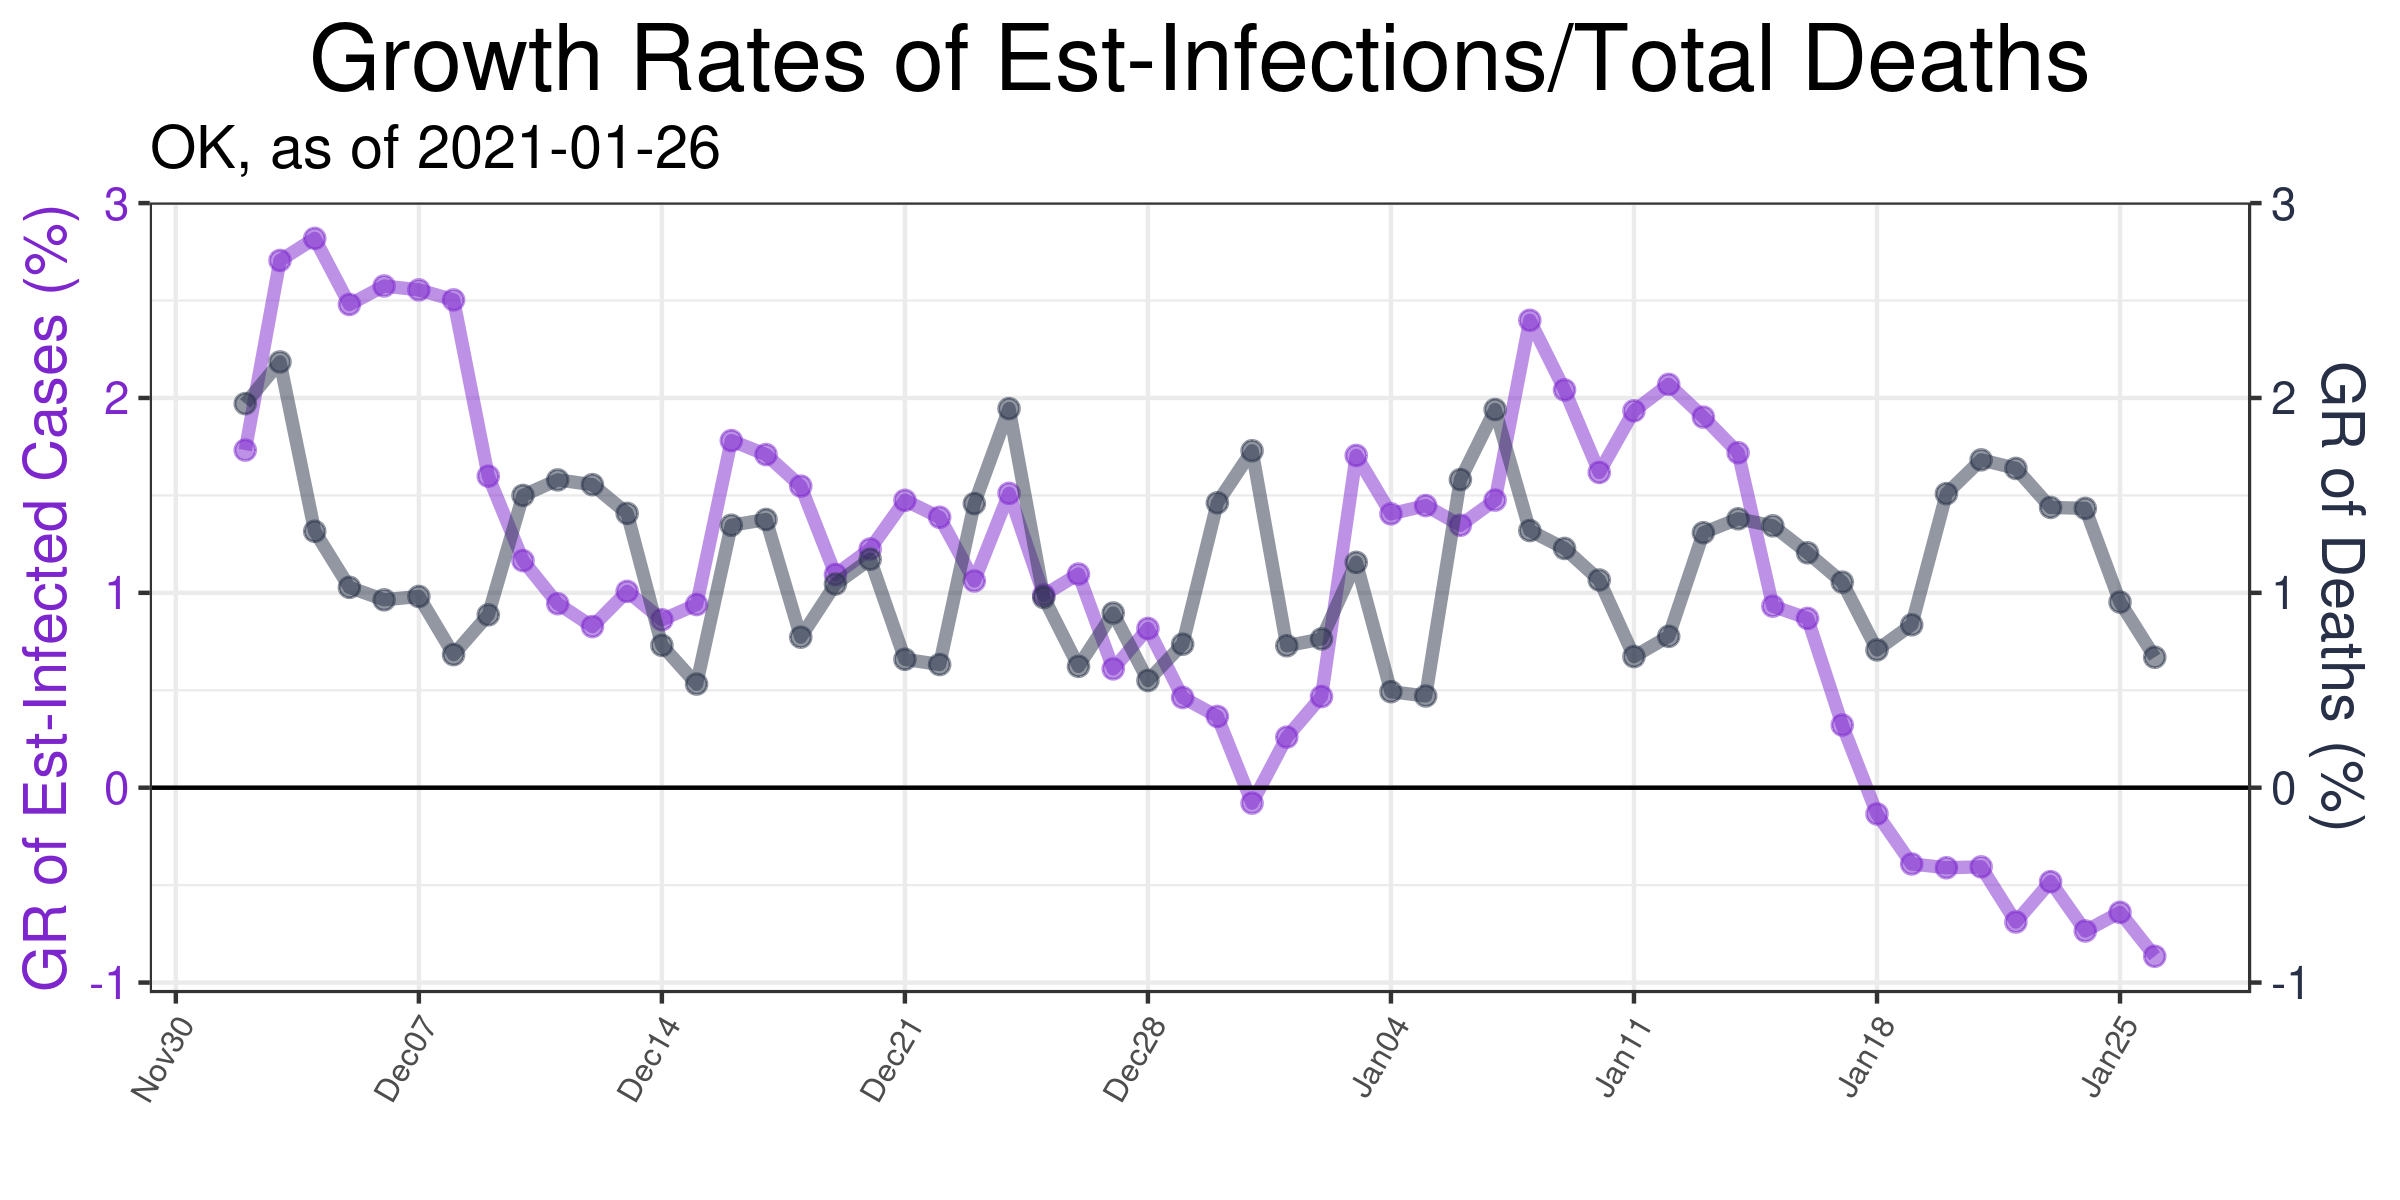 Growth Rates of Est-Infections/Total Deaths
OK, as of 2021-01-26
GR of Est-Infected Cases (%)
3
2
1
0
-1
3
2
1
0
-1
GR of Deaths (%)
Nov30
Dec07
Dec14
Dec21
Dec28
Jan04
Jan11
Jan18
Jan25